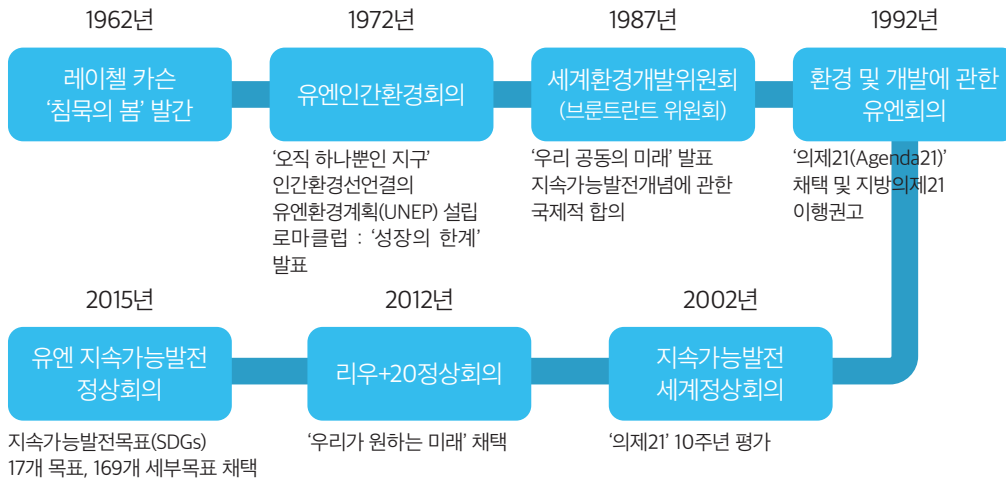 1962년
레이첼 카슨
‘침묵의 봄’ 발간
1972년
유엔인간환경회의
‘오직 하나뿐인 지구’
인간환경선언결의
유엔환경계획(UNEP) 설립
로마클럽 : ‘성장의 한계’
발표
1987년
세계환경개발위원회
(브룬트란트 위원회)
‘우리 공동의 미래’ 발표
지속가능발전개념에 관한
국제적 합의
1992년
환경 및 개발에 관한
유엔회의
‘의제21(Agenda21)’
채택 및 지방의제21
이행권고
2002년
지속가능발전
세계정상회의
‘의제21’ 10주년 평가
2012년
리우+20정상회의
‘우리가 원하는 미래’ 채택
2015년
유엔 지속가능발전
정상회의
지속가능발전목표(SDGs)
17개 목표, 169개 세부목표 채택